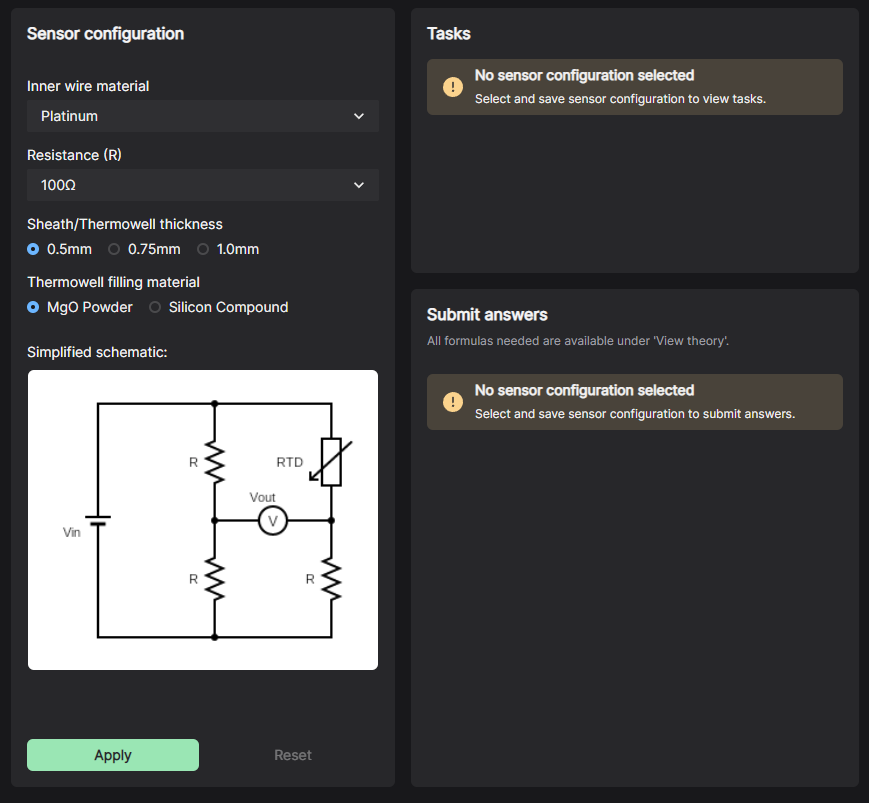 Sensor configuration
Inner wire material
Platinum
Resistance (R)
100Ω
Sheath/Thermowell thickness
0.5mm 0.75mm 1.0mm
Thermowell filling material
MgO Powder Silicon Compound
Simplified schematic:
R
RTD
Vout
V
Vin
R
R
Apply
Reset
Tasks
No sensor configuration selected
Select and save sensor configuration to view tasks.
Submit answers
All formulas needed are available under 'View theory'.
No sensor configuration selected
Select and save sensor configuration to submit answers.